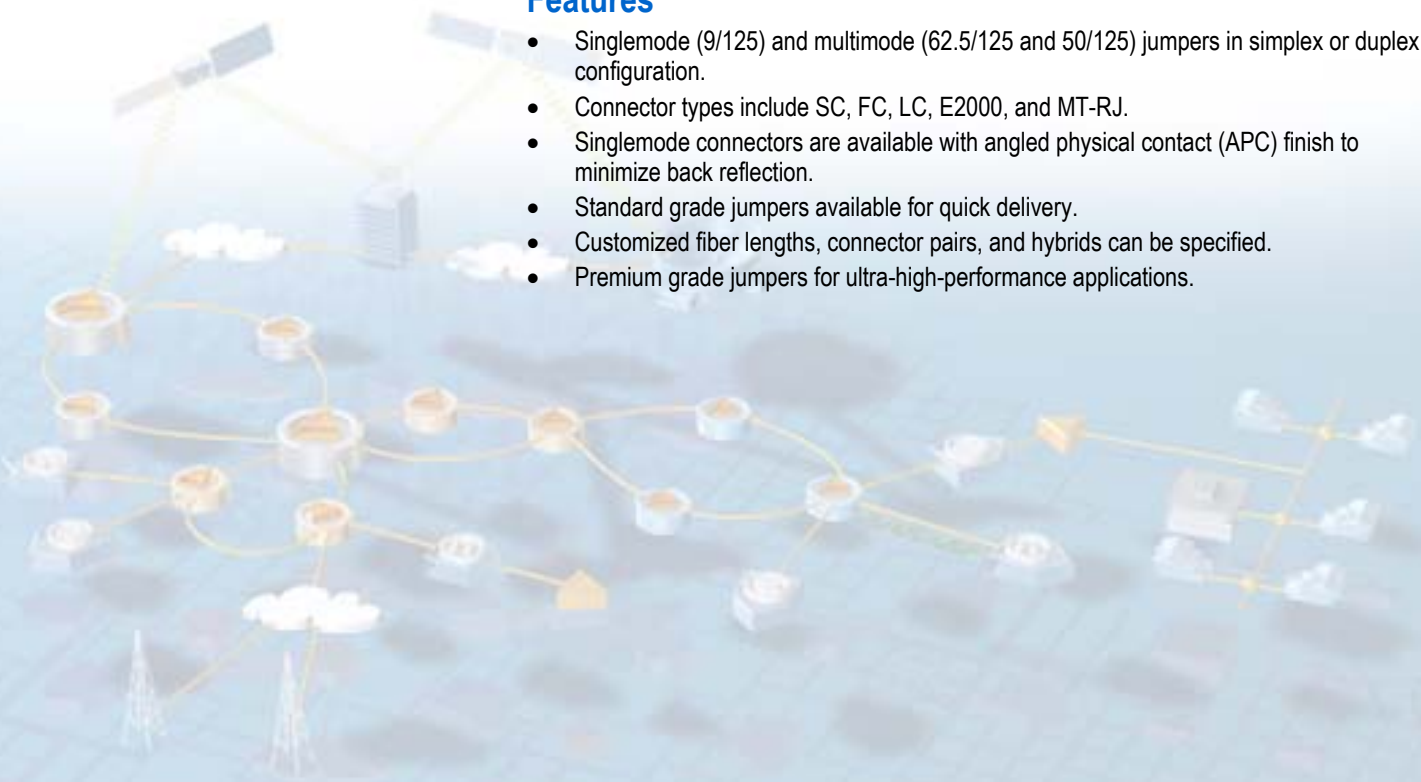 Features
• Singlemode (9/125) and multimode (62.5/125 and 50/125) jumpers in simplex or duplex
configuration.
• Connector types include SC, FC, LC, E2000, and MT-RJ.
• Singlemode connectors are available with angled physical contact (APC) finish to
minimize back reflection.
• Standard grade jumpers available for quick delivery.
• Customized fiber lengths, connector pairs, and hybrids can be specified.
• Premium grade jumpers for ultra-high-performance applications.